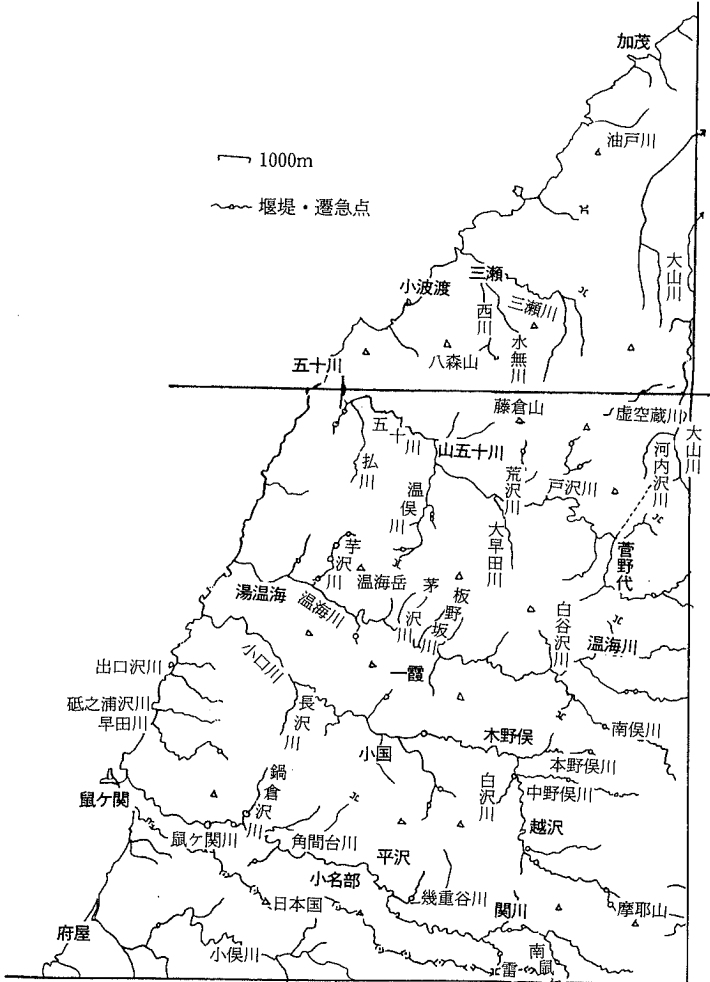 加茂
油戸川
1000m
堰堤・遷急点
大山川
三瀬
小波渡
三瀬川
西川
水無川
八森山
五十川
藤倉山
虚空蔵川
大山川
五十川
山五十川
河内沢川
払川
温俣川
荒沢川
戸沢川
大早田川
菅野代
芋沢川
温海岳
茅沢川
板野坂川
湯温海
温海川
白谷沢川
温海川
出口沢川
小口川
一霞
砥之浦沢川
早田川
長沢川
南俣川
小国
木野俣
本野俣川
鼠ケ関
鍋倉沢川
白沢川
中野俣川
鼠ケ関川
角間台川
平沢
越沢
小名部
日本国
幾重谷川
関川
摩耶山
府屋
小俣川
雷
南鼠